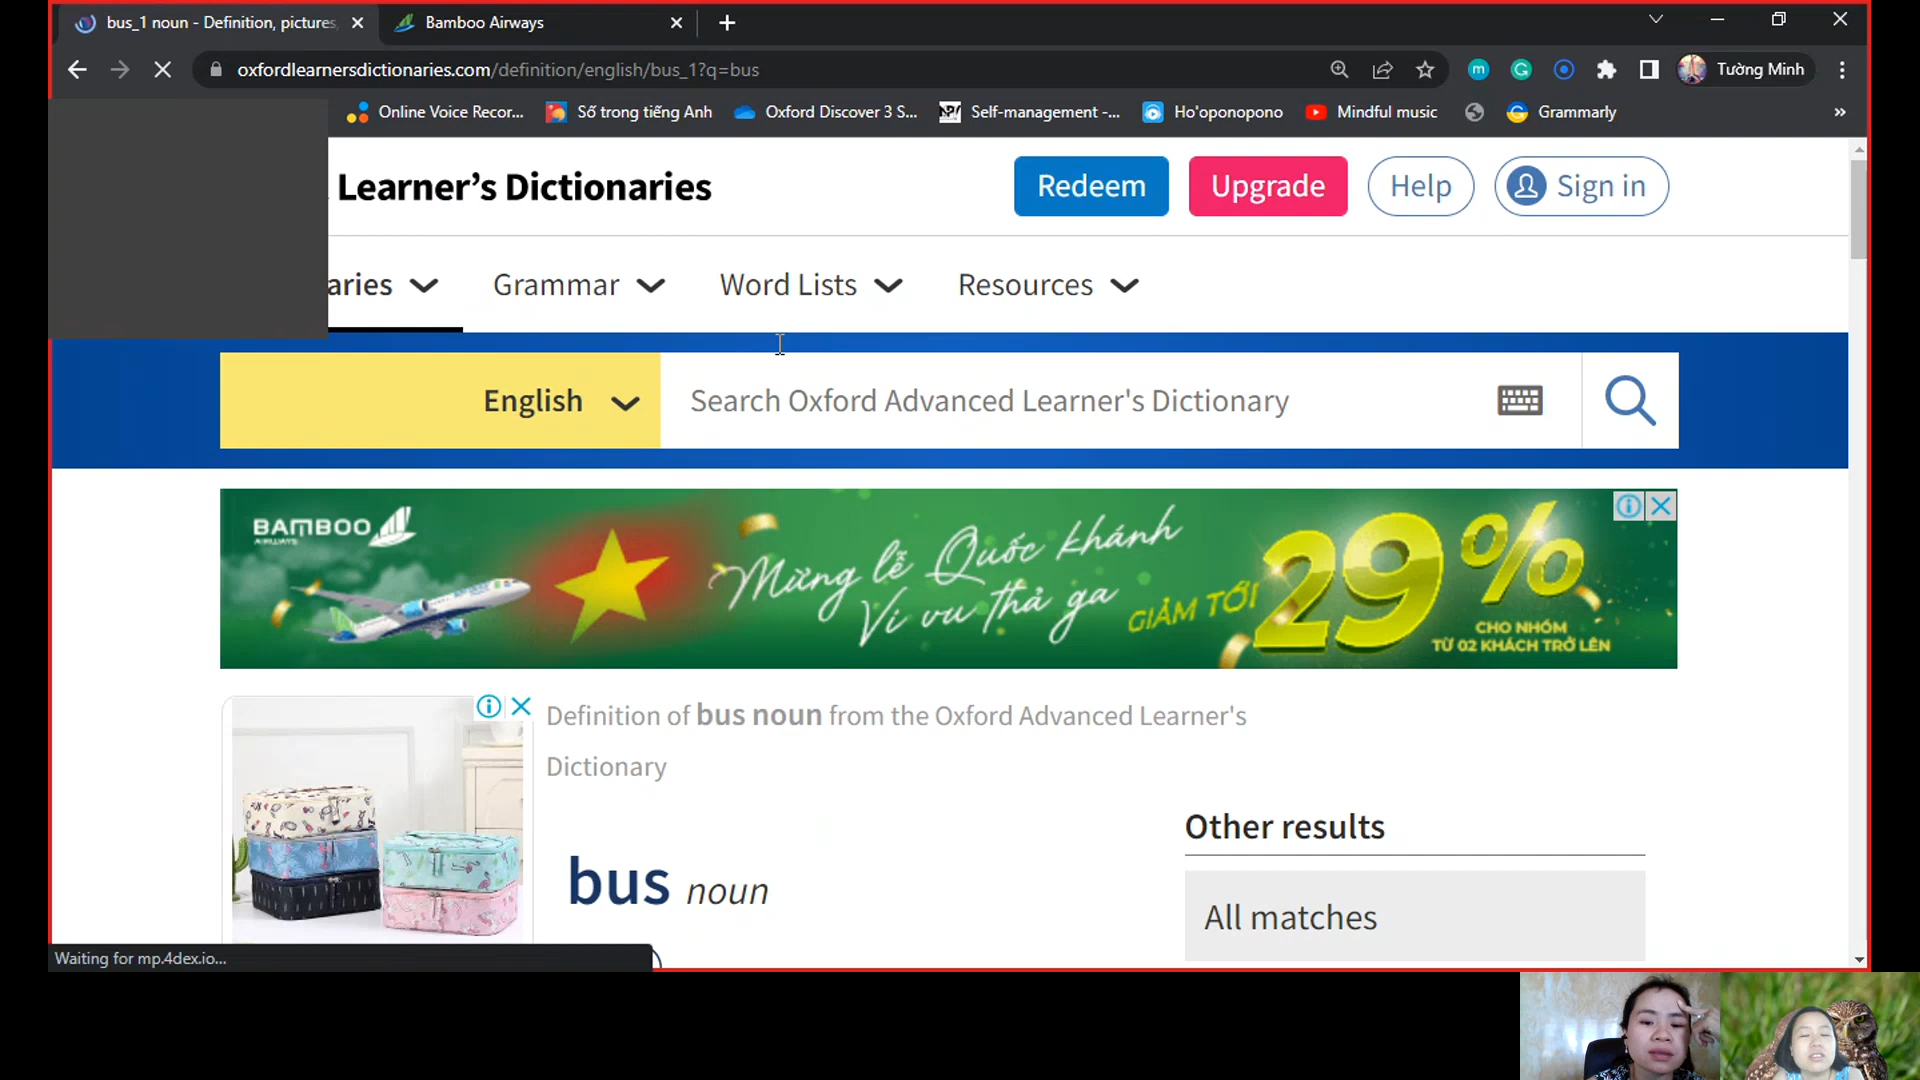 bus_1 noun - Definition, pictures,
Bamboo Airways
oxfordlearnersdictionaries.com/definition/english/bus_1?q=bus
Tường Minh
Online Voice Recor...
Số trong tiếng Anh
Oxford Discover 3 S...
Self-management -...
Ho'oponopono
Mindful music
Grammarly
»
Learner's Dictionaries
Redeem
Upgrade
Help
Sign in
aries
Grammar
Word Lists
Resources
English
Search Oxford Advanced Learner's Dictionary
BAMBOO
AIRWAYS
Mừng lễ Quốc khánh
Vi vu thả ga
GIẢM TỚI
29%
CHO NHÓM
TỪ 02 KHÁCH TRỞ LÊN
Definition of bus noun from the Oxford Advanced Learner's
Dictionary
bus noun
Other results
All matches
Waiting for mp.4dex.io...